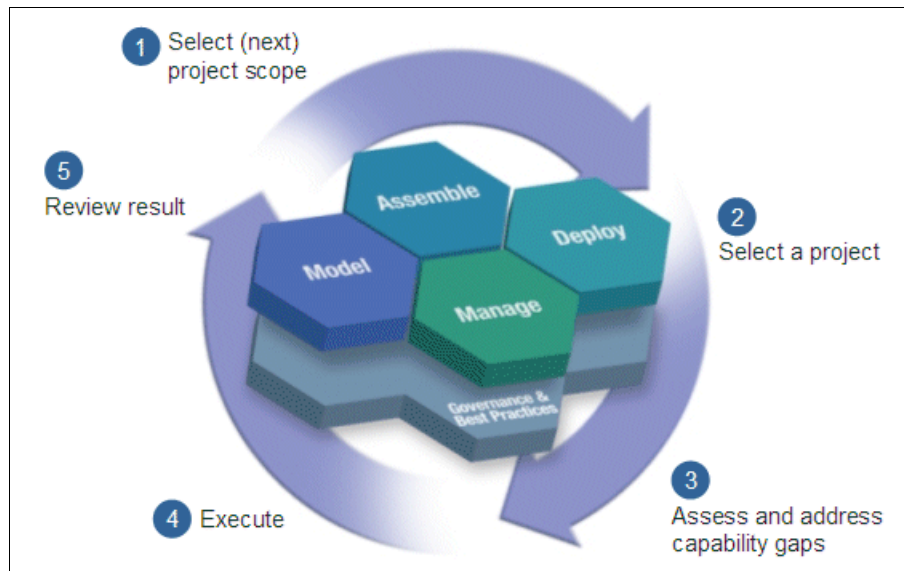 1 Select (next)
project scope
2
Select a project
3
Assess and address
capability gaps
4 Execute
5
Review result
Assemble
Deploy
Model
Manage
Governance &
Best Practices